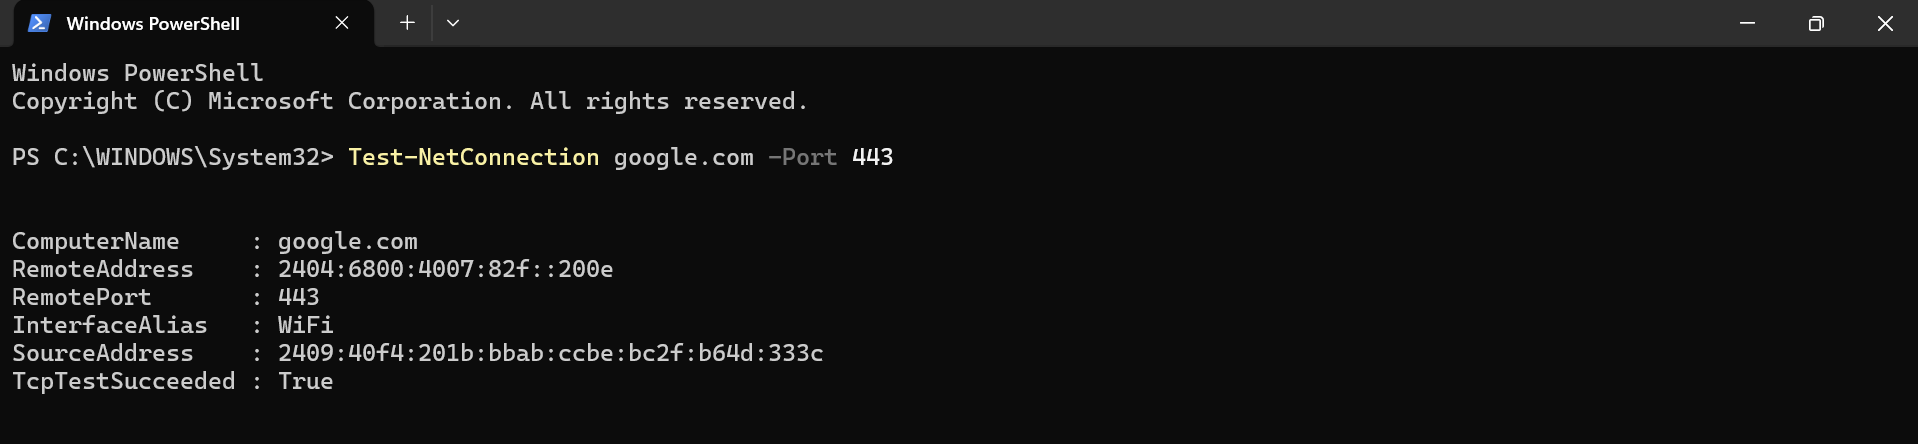 Windows PowerShell
Windows PowerShell
Copyright (C) Microsoft Corporation. All rights reserved.
PS C:\WINDOWS\System32> Test-NetConnection google.com -Port 443
ComputerName     : google.com
RemoteAddress    : 2404:6800:4007:82f::200e
RemotePort       : 443
InterfaceAlias   : WiFi
SourceAddress    : 2409:40f4:201b:bbab:ccbe:bc2f:b64d:333c
TcpTestSucceeded : True